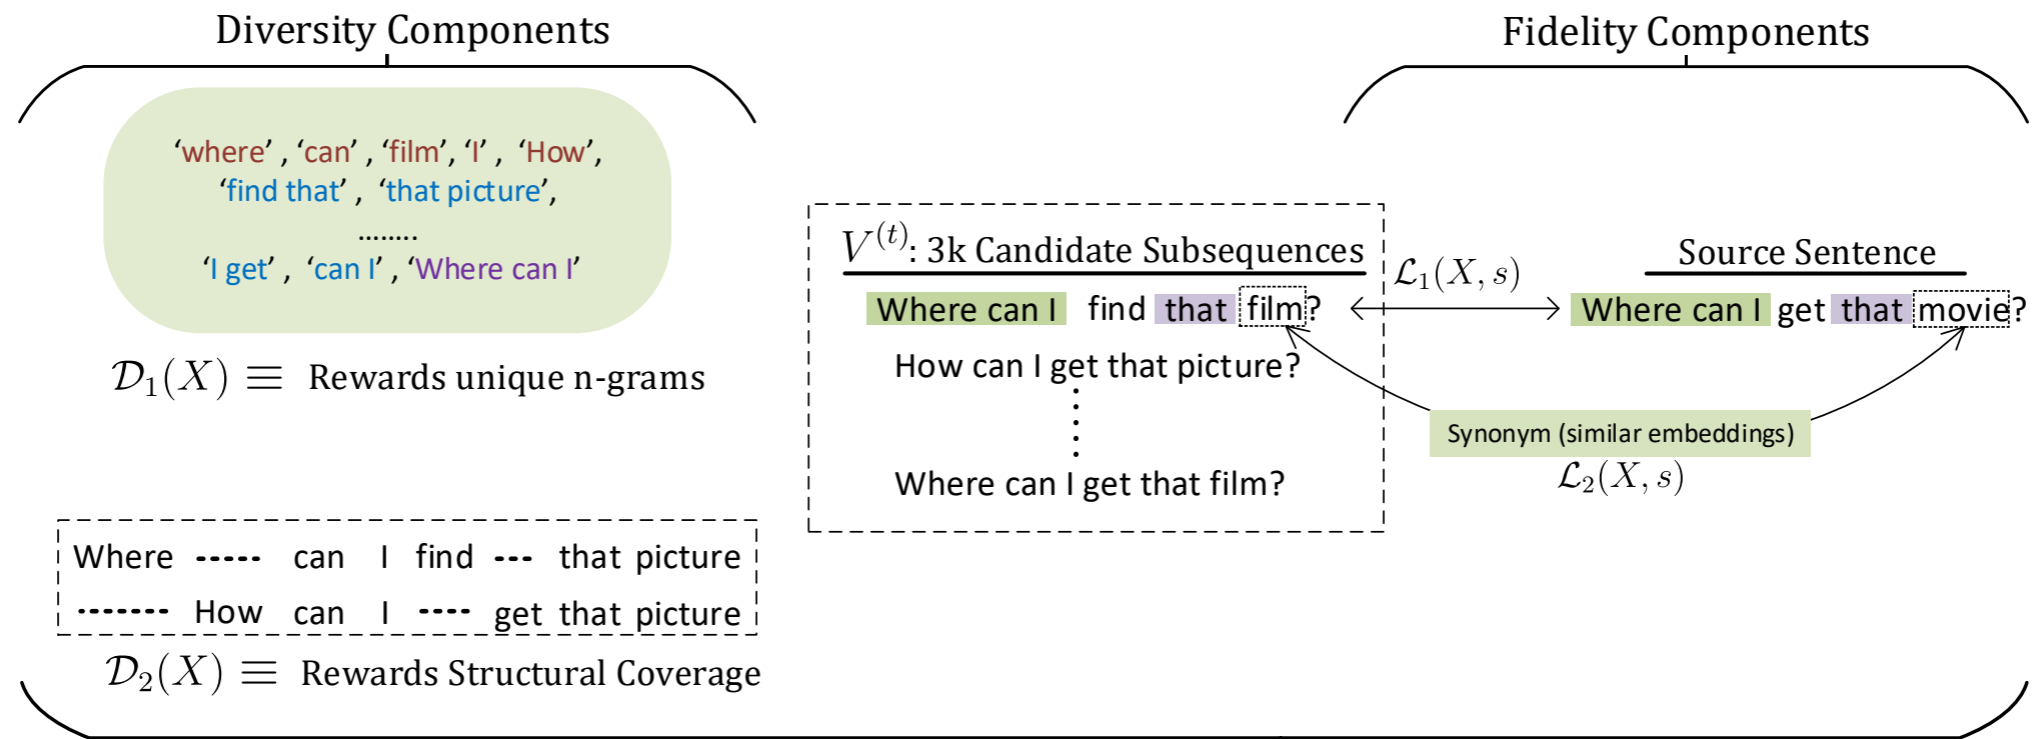 Diversity Components
‘where’ , ‘can’ , ‘film’, ‘I’ , ‘How’,
‘find that’ , ‘that picture’,
........
‘I get’ , ‘can I’ , ‘Where can I’
𝒟₁(X) ≡ Rewards unique n-grams
Where ----- can I find --- that picture
------- How can I ---- get that picture
𝒟₂(X) ≡ Rewards Structural Coverage
V⁽ᵗ⁾: 3k Candidate Subsequences
Where can I find that film?
How can I get that picture?
Where can I get that film?
Fidelity Components
ℒ₁(X, s)
Source Sentence
Where can I get that movie?
Synonym (similar embeddings)
ℒ₂(X, s)